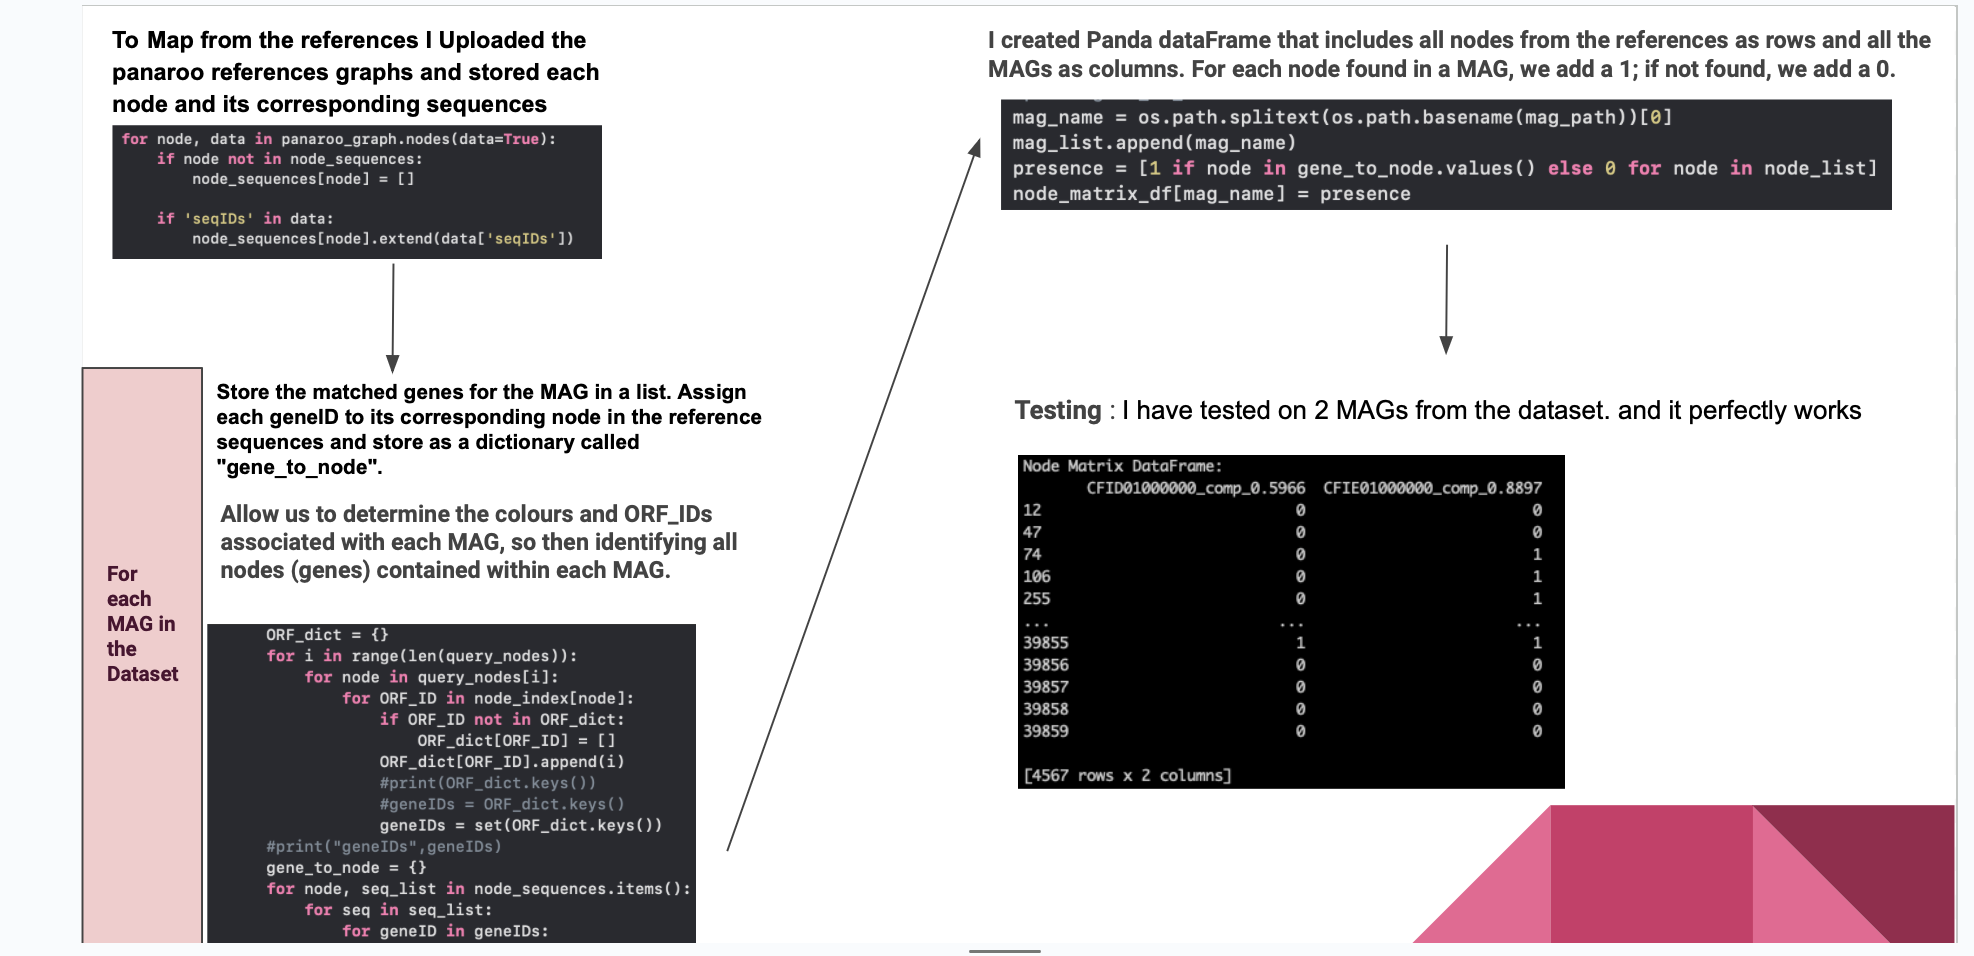 To Map from the references I Uploaded the
panaroo references graphs and stored each
node and its corresponding sequences
for node, data in panaroo_graph.nodes(data=True):
    if node not in node_sequences:
        node_sequences[node] = []
    if 'seqIDs' in data:
        node_sequences[node].extend(data['seqIDs'])
For
each
MAG in
the
Dataset
Store the matched genes for the MAG in a list. Assign
each geneID to its corresponding node in the reference
sequences and store as a dictionary called
"gene_to_node".
Allow us to determine the colours and ORF_IDs
associated with each MAG, so then identifying all
nodes (genes) contained within each MAG.
ORF_dict = {}
for i in range(len(query_nodes)):
    for node in query_nodes[i]:
        for ORF_ID in node_index[node]:
            if ORF_ID not in ORF_dict:
                ORF_dict[ORF_ID] = []
            ORF_dict[ORF_ID].append(i)
            #print(ORF_dict.keys())
            #geneIDs = ORF_dict.keys()
            geneIDs = set(ORF_dict.keys())
#print("geneIDs",geneIDs)
gene_to_node = {}
for node, seq_list in node_sequences.items():
    for seq in seq_list:
        for geneID in geneIDs:
I created Panda dataFrame that includes all nodes from the references as rows and all the
MAGs as columns. For each node found in a MAG, we add a 1; if not found, we add a 0.
mag_name = os.path.splitext(os.path.basename(mag_path))[0]
mag_list.append(mag_name)
presence = [1 if node in gene_to_node.values() else 0 for node in node_list]
node_matrix_df[mag_name] = presence
Testing : I have tested on 2 MAGs from the dataset. and it perfectly works
Node Matrix DataFrame:
CFID01000000_comp_0.5966 CFIE01000000_comp_0.8897
12 0 0
47 0 0
74 0 1
106 0 1
255 0 1
... ... ...
39855 1 1
39856 0 0
39857 0 0
39858 0 0
39859 0 0
[4567 rows x 2 columns]